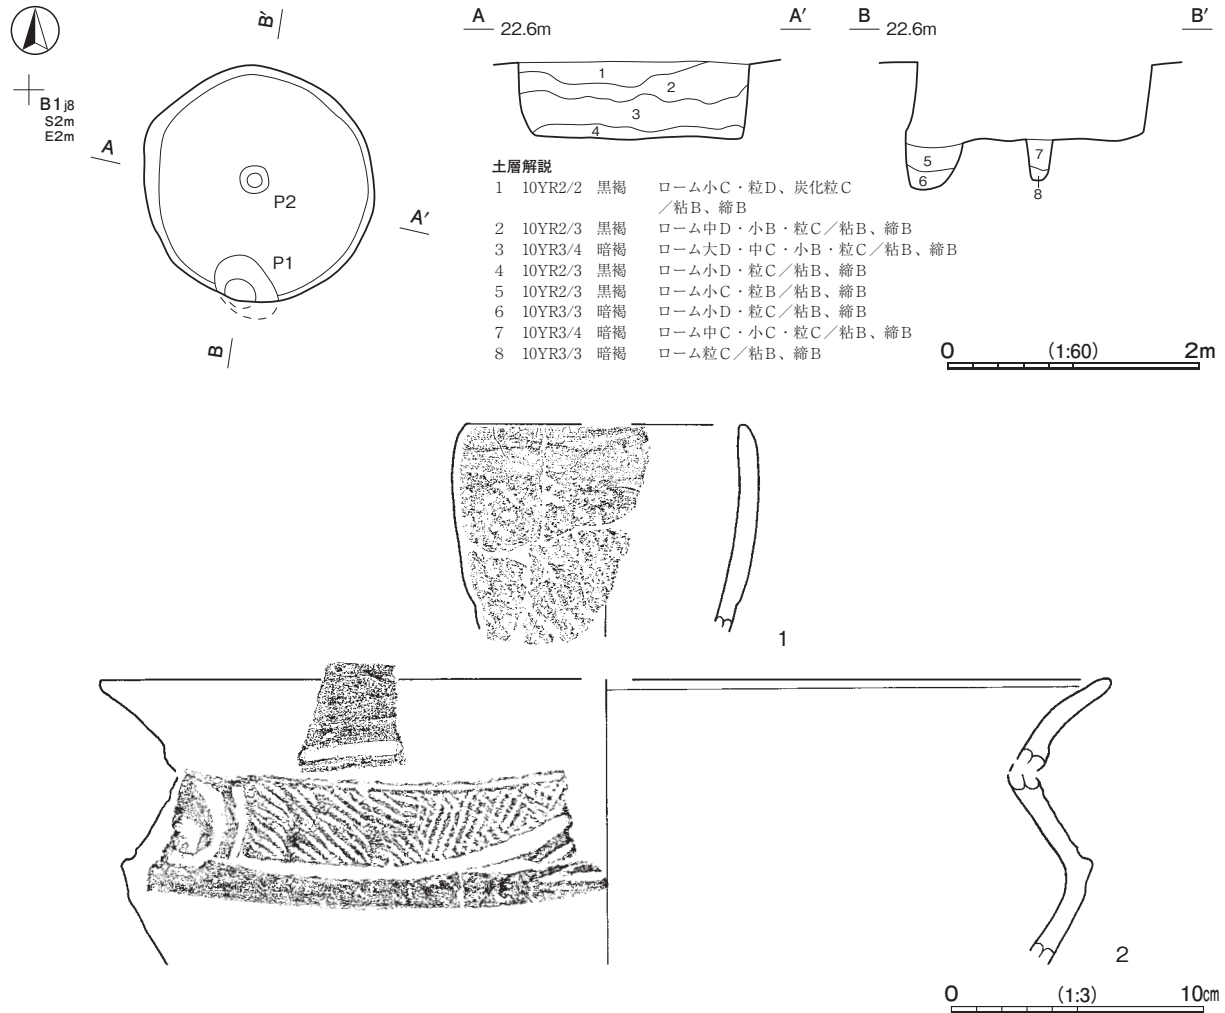 B′
B1j8
S2m
E2m
A
A′
P2
P1
B
A 22.6m A′
1
2
3
4
B 22.6m B′
5
6
7
8
土層解説
1 10YR2/2 黒褐 ローム小C・粒D、炭化粒C
／粘B、締B
2 10YR2/3 黒褐 ローム中D・小B・粒C／粘B、締B
3 10YR3/4 暗褐 ローム大D・中C・小B・粒C／粘B、締B
4 10YR2/3 黒褐 ローム小D・粒C／粘B、締B
5 10YR2/3 黒褐 ローム小C・粒B／粘B、締B
6 10YR3/3 暗褐 ローム小D・粒C／粘B、締B
7 10YR3/4 暗褐 ローム中C・小C・粒C／粘B、締B
8 10YR3/3 暗褐 ローム粒C／粘B、締B
0 (1:60) 2m
1
2
0 (1:3) 10cm